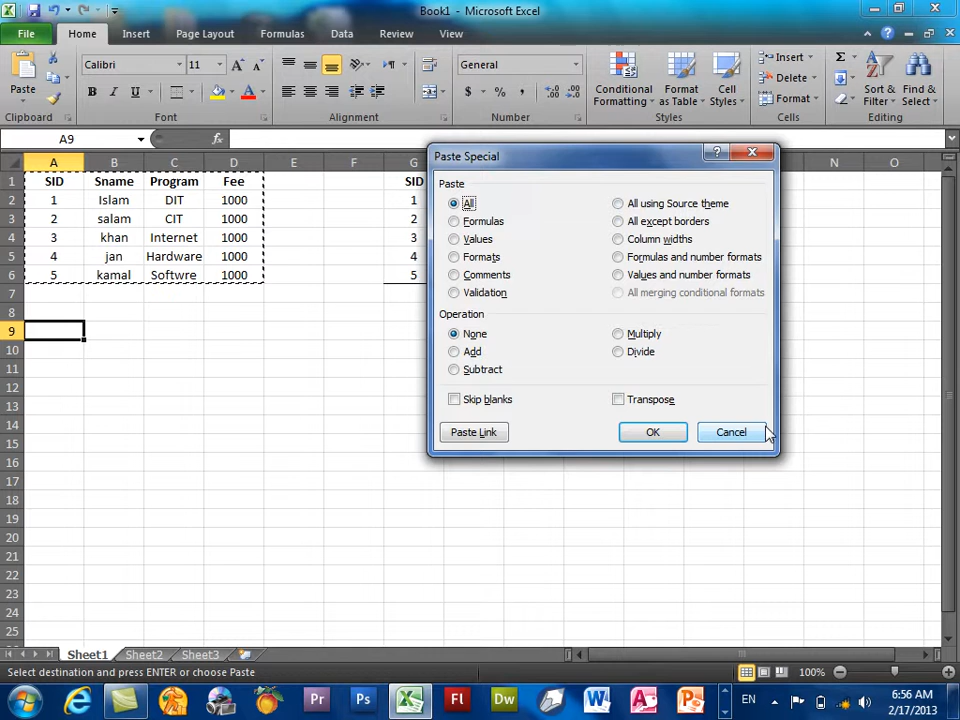 Book1 - Microsoft Excel
File Home Insert Page Layout Formulas Data Review View
Paste Calibri 11 General Conditional Formatting Format as Table Cell Styles Insert Delete Format Sort & Filter Find & Select
Clipboard Font Alignment Number Styles Cells Editing
A9 fx
A B C D E F G N O
1 SID Sname Program Fee SID
2 1 Islam DIT 1000 1
3 2 salam CIT 1000 2
4 3 khan Internet 1000 3
5 4 jan Hardware 1000 4
6 5 kamal Softwre 1000 5
7
8
9
10
11
12
13
14
15
16
17
18
19
20
21
22
23
24
25
Paste Special
Paste
All All using Source theme
Formulas All except borders
Values Column widths
Formats Formulas and number formats
Comments Values and number formats
Validation All merging conditional formats
Operation
None Multiply
Add Divide
Subtract
Skip blanks Transpose
Paste Link OK Cancel
Sheet1 Sheet2 Sheet3
Select destination and press ENTER or choose Paste 100%
Pr Ps Fl Dw EN 6:56 AM
2/17/2013